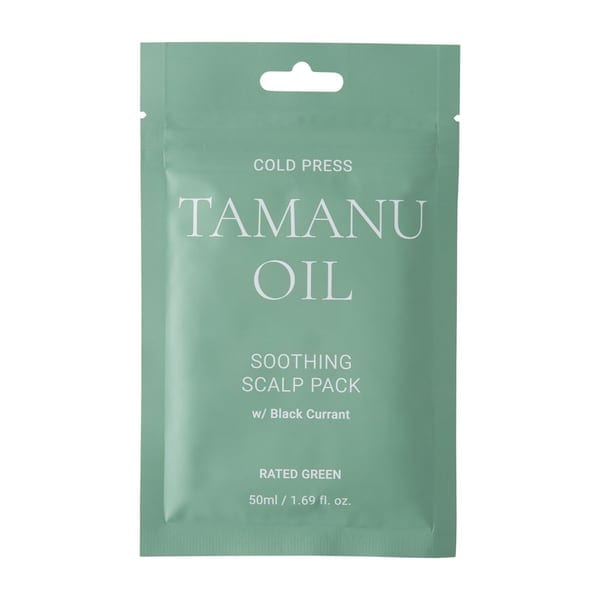 COLD PRESS
TAMANU
OIL
SOOTHING
SCALP PACK
w/ Black Currant
RATED GREEN
50ml / 1.69 fl. oz.